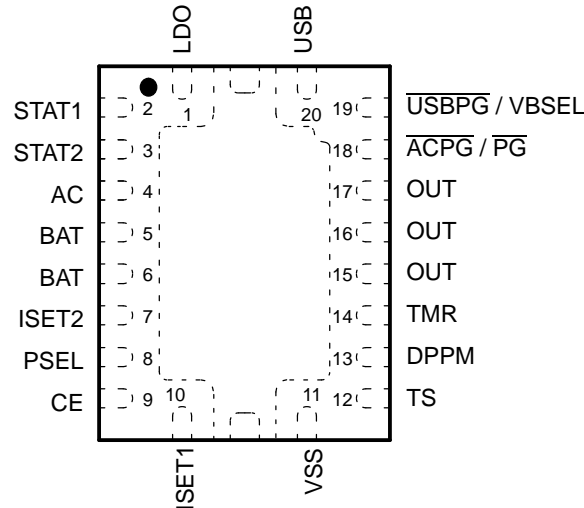 LDO
USB
1
20
STAT1 2
19 USBPG / VBSEL
STAT2 3
18 ACPG / PG
AC 4
17 OUT
BAT 5
16 OUT
BAT 6
15 OUT
ISET2 7
14 TMR
PSEL 8
13 DPPM
CE 9
12 TS
10
11
ISET1
VSS